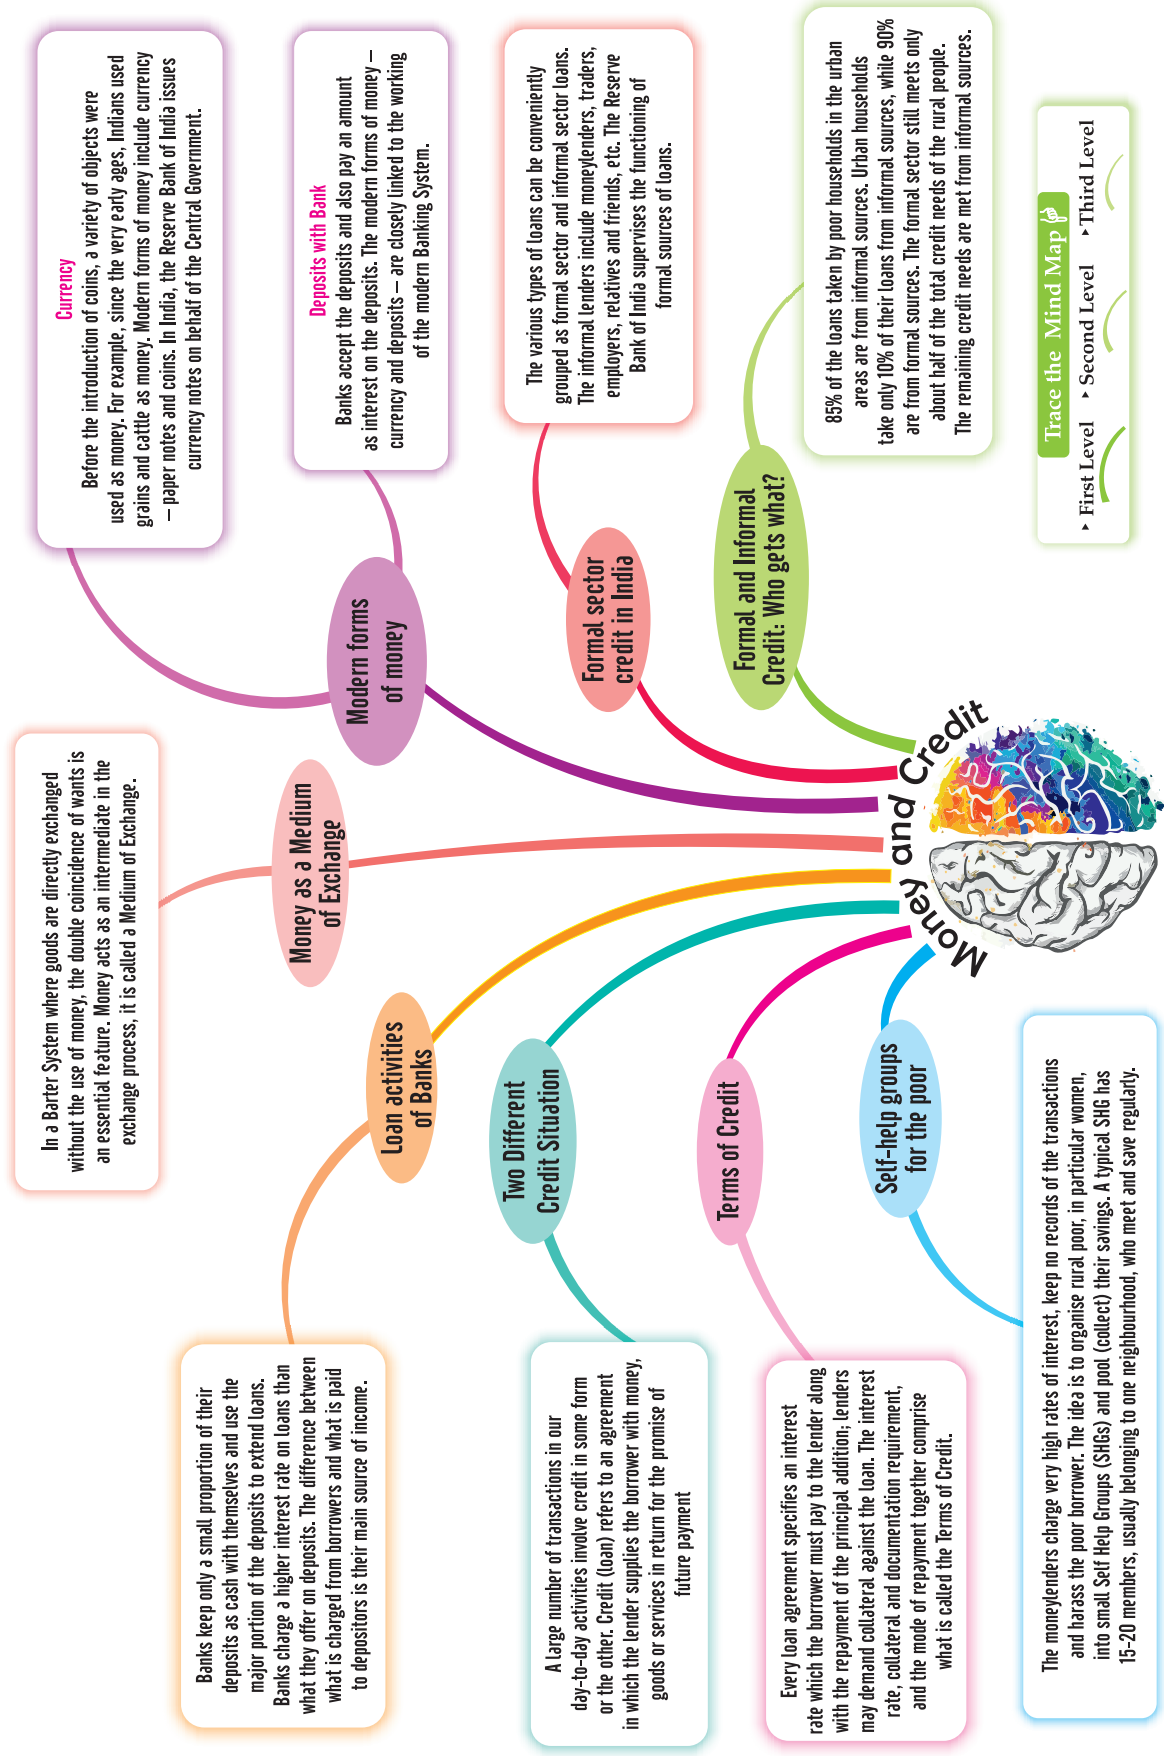 Money and Credit
Modern forms
of money
Currency
Before the introduction of coins, a variety of objects were
used as money. For example, since the very early ages, Indians used
grains and cattle as money. Modern forms of money include currency
– paper notes and coins. In India, the Reserve Bank of India issues
currency notes on behalf of the Central Government.
Deposits with Bank
Banks accept the deposits and also pay an amount
as interest on the deposits. The modern forms of money –
currency and deposits – are closely linked to the working
of the modern Banking System.
Formal sector
credit in India
The various types of loans can be conveniently
grouped as formal sector and informal sector loans.
The informal lenders include moneylenders, traders,
employers, relatives and friends, etc. The Reserve
Bank of India supervises the functioning of
formal sources of loans.
Formal and Informal
Credit: Who gets what?
85% of the loans taken by poor households in the urban
areas are from informal sources. Urban households
take only 10% of their loans from informal sources, while 90%
are from formal sources. The formal sector still meets only
about half of the total credit needs of the rural people.
The remaining credit needs are met from informal sources.
Trace the Mind Map
First Level
Second Level
Third Level
Money as a Medium
of Exchange
In a Barter System where goods are directly exchanged
without the use of money, the double coincidence of wants is
an essential feature. Money acts as an intermediate in the
exchange process, it is called a Medium of Exchange.
Loan activities
of Banks
Banks keep only a small proportion of their
deposits as cash with themselves and use the
major portion of the deposits to extend loans.
Banks charge a higher interest rate on loans than
what they offer on deposits. The difference between
what is charged from borrowers and what is paid
to depositors is their main source of income.
Two Different
Credit Situation
A large number of transactions in our
day-to-day activities involve credit in some form
or the other. Credit (loan) refers to an agreement
in which the lender supplies the borrower with money,
goods or services in return for the promise of
future payment
Terms of Credit
Every loan agreement specifies an interest
rate which the borrower must pay to the lender along
with the repayment of the principal addition; lenders
may demand collateral against the loan. The interest
rate, collateral and documentation requirement,
and the mode of repayment together comprise
what is called the Terms of Credit.
Self-help groups
for the poor
The moneylenders charge very high rates of interest, keep no records of the transactions
and harass the poor borrower. The idea is to organise rural poor, in particular women,
into small Self Help Groups (SHGs) and pool (collect) their savings. A typical SHG has
15-20 members, usually belonging to one neighbourhood, who meet and save regularly.